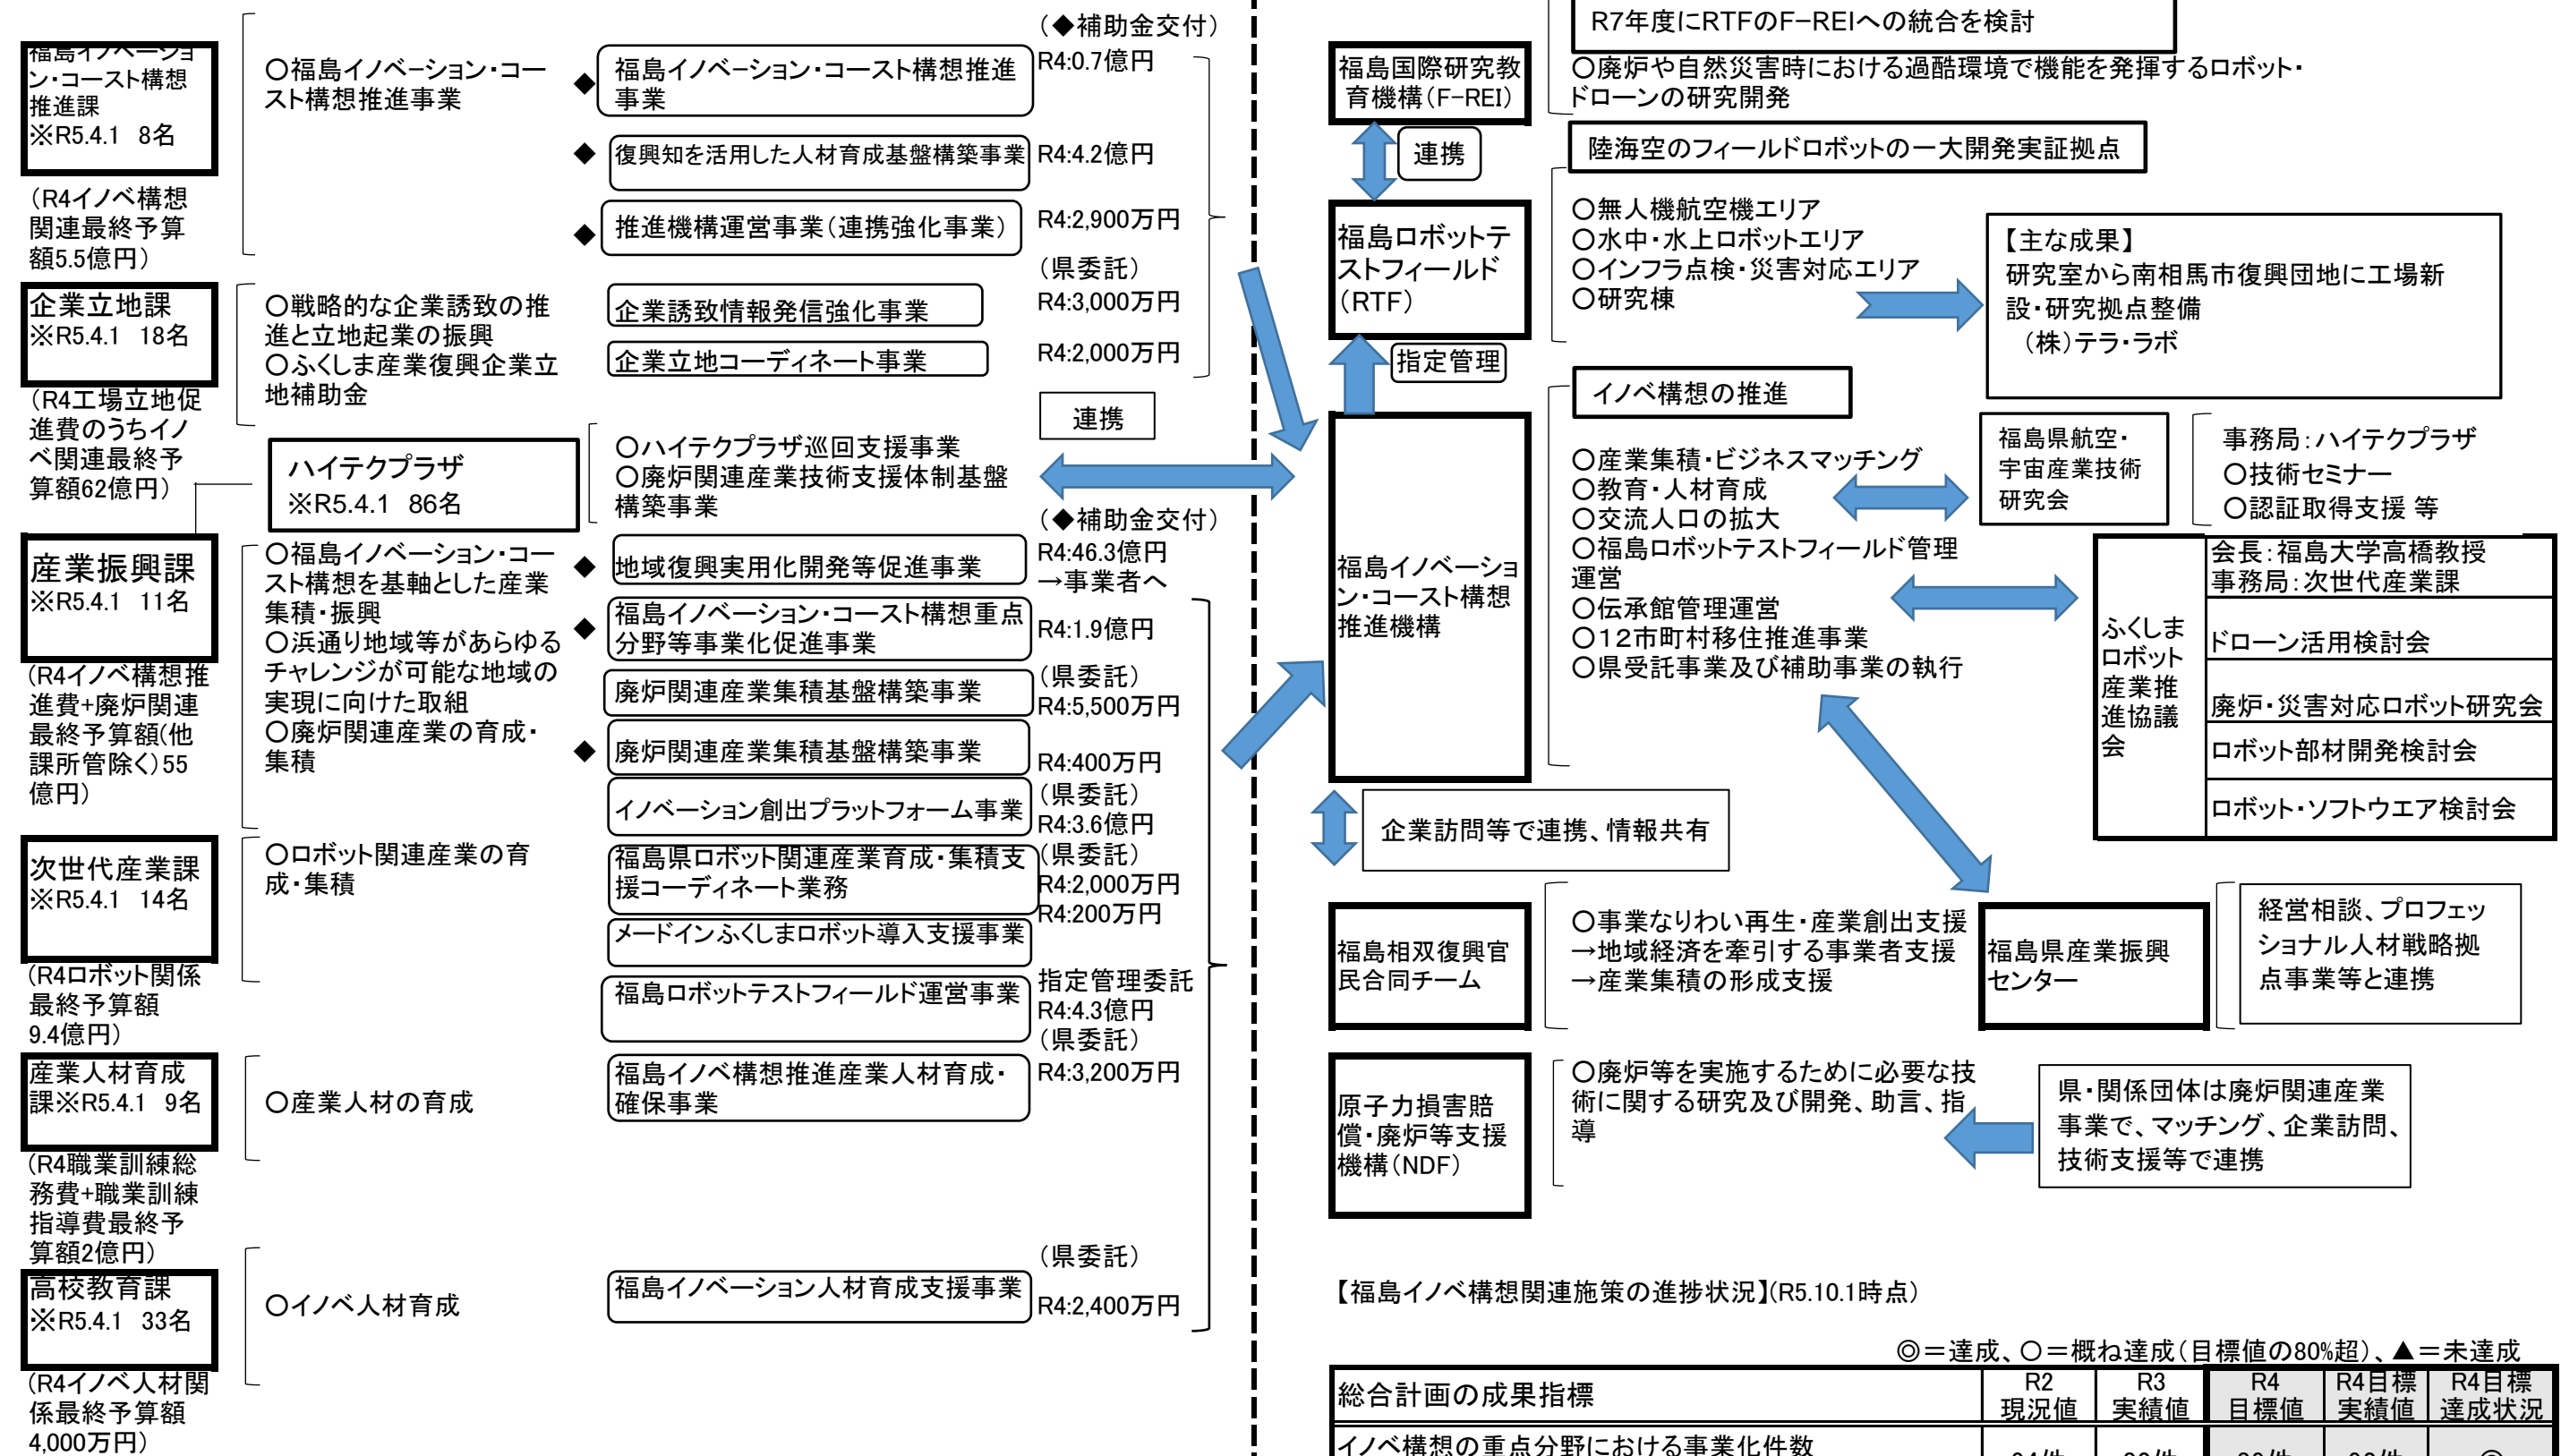 福島イノベーショ
ン・コースト構想
推進課
※R5.4.1 8名
（R4イノベ構想
関連最終予算
額5.5億円）
○福島イノベーション・コー
スト構想推進事業
（◆補助金交付）
◆
福島イノベーション・コースト構想推進
事業
R4:0.7億円
◆
復興知を活用した人材育成基盤構築事業
R4:4.2億円
◆
推進機構運営事業（連携強化事業）
R4:2,900万円
企業立地課
※R5.4.1 18名
（R4工場立地促
進費のうちイノ
ベ関連最終予
算額62億円）
○戦略的な企業誘致の推
進と立地起業の振興
○ふくしま産業復興企業立
地補助金
（県委託）
企業誘致情報発信強化事業
R4:3,000万円
企業立地コーディネート事業
R4:2,000万円
連携
ハイテクプラザ
※R5.4.1 86名
○ハイテクプラザ巡回支援事業
○廃炉関連産業技術支援体制基盤
構築事業
産業振興課
※R5.4.1 11名
(R4イノベ構想推
進費+廃炉関連
最終予算額(他
課所管除く)55
億円)
○福島イノベーション・コー
スト構想を基軸とした産業
集積・振興
○浜通り地域等があらゆる
チャレンジが可能な地域の
実現に向けた取組
○廃炉関連産業の育成・
集積
（◆補助金交付）
◆
地域復興実用化開発等促進事業
R4:46.3億円
→事業者へ
◆
福島イノベーション・コースト構想重点
分野等事業化促進事業
R4:1.9億円
廃炉関連産業集積基盤構築事業
（県委託）
R4:5,500万円
◆
廃炉関連産業集積基盤構築事業
R4:400万円
イノベーション創出プラットフォーム事業
（県委託）
R4:3.6億円
次世代産業課
※R5.4.1 14名
(R4ロボット関係
最終予算額
9.4億円)
○ロボット関連産業の育
成・集積
福島県ロボット関連産業育成・集積支
援コーディネート業務
（県委託）
R4:2,000万円
R4:200万円
メードインふくしまロボット導入支援事業
福島ロボットテストフィールド運営事業
指定管理委託
R4:4.3億円
産業人材育成
課※R5.4.1 9名
(R4職業訓練総
務費+職業訓練
指導費最終予
算額2億円)
○産業人材の育成
福島イノベ構想推進産業人材育成・
確保事業
（県委託）
R4:3,200万円
高校教育課
※R5.4.1 33名
(R4イノベ人材関
係最終予算額
4,000万円)
○イノベ人材育成
福島イノベーション人材育成支援事業
（県委託）
R4:2,400万円
R7年度にRTFのF-REIへの統合を検討
福島国際研究教
育機構（F-REI）
○廃炉や自然災害時における過酷環境で機能を発揮するロボット・
ドローンの研究開発
連携
陸海空のフィールドロボットの一大開発実証拠点
福島ロボットテ
ストフィールド
（RTF）
○無人機航空機エリア
○水中・水上ロボットエリア
○インフラ点検・災害対応エリア
○研究棟
【主な成果】
研究室から南相馬市復興団地に工場新
設・研究拠点整備
（株）テラ・ラボ
指定管理
イノベ構想の推進
福島イノベーショ
ン・コースト構想
推進機構
○産業集積・ビジネスマッチング
○教育・人材育成
○交流人口の拡大
○福島ロボットテストフィールド管理
運営
○伝承館管理運営
○１２市町村移住推進事業
○県受託事業及び補助事業の執行
福島県航空・
宇宙産業技術
研究会
事務局：ハイテクプラザ
○技術セミナー
○認証取得支援 等
ふくしま
ロボット
産業推
進協議
会
会長：福島大学高橋教授
事務局：次世代産業課
ドローン活用検討会
廃炉・災害対応ロボット研究会
ロボット部材開発検討会
ロボット・ソフトウエア検討会
企業訪問等で連携、情報共有
福島相双復興官
民合同チーム
○事業なりわい再生・産業創出支援
→地域経済を牽引する事業者支援
→産業集積の形成支援
福島県産業振興
センター
経営相談、プロフェッ
ショナル人材戦略拠
点事業等と連携
原子力損害賠
償・廃炉等支援
機構（NDF）
○廃炉等を実施するために必要な技
術に関する研究及び開発、助言、指
導
県・関係団体は廃炉関連産業
事業で、マッチング、企業訪問、
技術支援等で連携
【福島イノベ構想関連施策の進捗状況】(R5.10.1時点)
◎＝達成、○＝概ね達成（目標値の80%超）、▲＝未達成
総合計画の成果指標
R2
現況値
R3
実績値
R4
目標値
R4目標
実績値
R4目標
達成状況
イノベ構想の重点分野における事業化件数